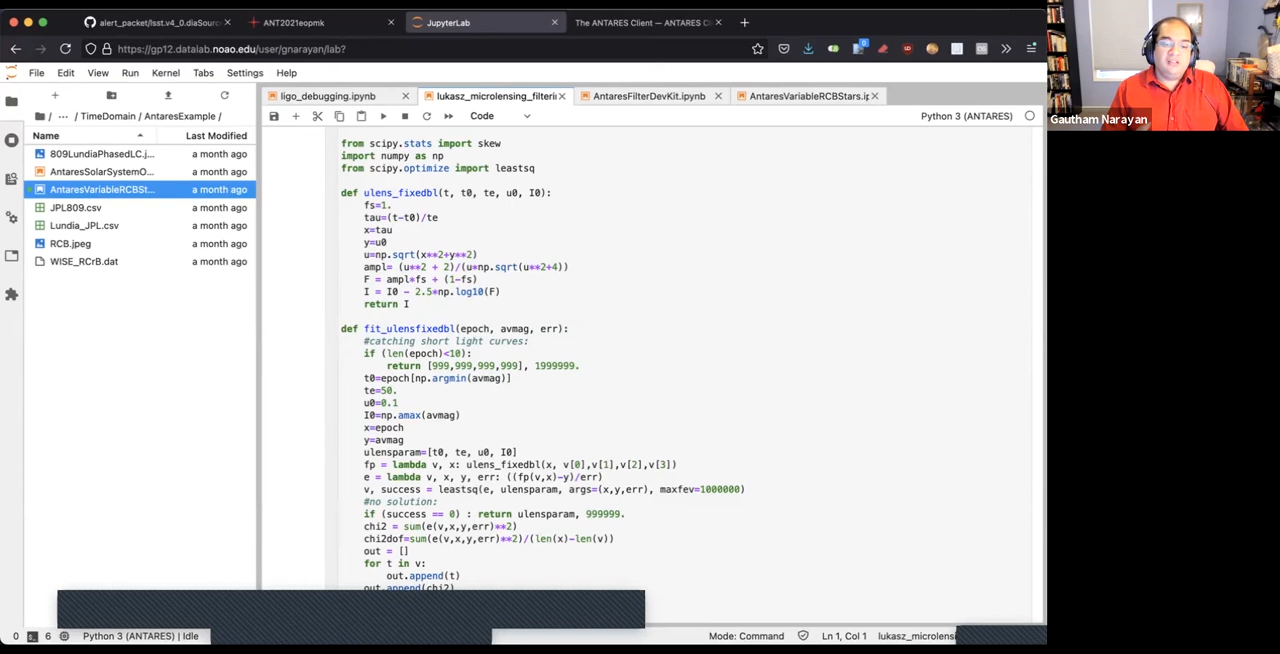 alert_packet/lsst.v4_0.diaSource
ANT2021eopmk
JupyterLab
The ANTARES Client — ANTARES C
https://gp12.datalab.noao.edu/user/gnarayan/lab?
File Edit View Run Kernel Tabs Settings Help
ligo_debugging.ipynb
lukasz_microlensing_filteri
AntaresFilterDevKit.ipynb
AntaresVariableRCBStars.ip
/ ··· / TimeDomain / AntaresExample /
Code
Python 3 (ANTARES)
Name Last Modified
809LundiaPhasedLC.j... a month ago
AntaresSolarSystemO... a month ago
AntaresVariableRCBSt... a month ago
JPL809.csv a month ago
Lundia_JPL.csv a month ago
RCB.jpeg a month ago
WISE_RCrB.dat a month ago
from scipy.stats import skew
import numpy as np
from scipy.optimize import leastsq
def ulens_fixedbl(t, t0, te, u0, I0):
fs=1.
tau=(t-t0)/te
x=tau
y=u0
u=np.sqrt(x**2+y**2)
ampl= (u**2 + 2)/(u*np.sqrt(u**2+4))
F = ampl*fs + (1-fs)
I = I0 - 2.5*np.log10(F)
return I
def fit_ulensfixedbl(epoch, avmag, err):
#catching short light curves:
if (len(epoch)<10):
return [999,999,999,999], 1999999.
t0=epoch[np.argmin(avmag)]
te=50.
u0=0.1
I0=np.amax(avmag)
x=epoch
y=avmag
ulensparam=[t0, te, u0, I0]
fp = lambda v, x: ulens_fixedbl(x, v[0],v[1],v[2],v[3])
e = lambda v, x, y, err: ((fp(v,x)-y)/err)
v, success = leastsq(e, ulensparam, args=(x,y,err), maxfev=1000000)
#no solution:
if (success == 0) : return ulensparam, 999999.
chi2 = sum(e(v,x,y,err)**2)
chi2dof=sum(e(v,x,y,err)**2)/(len(x)-len(v))
out = []
for t in v:
out.append(t)
out.append(chi2)
0 6 Python 3 (ANTARES) | Idle
Mode: Command
Ln 1, Col 1
lukasz_microlensi
Gautham Narayan